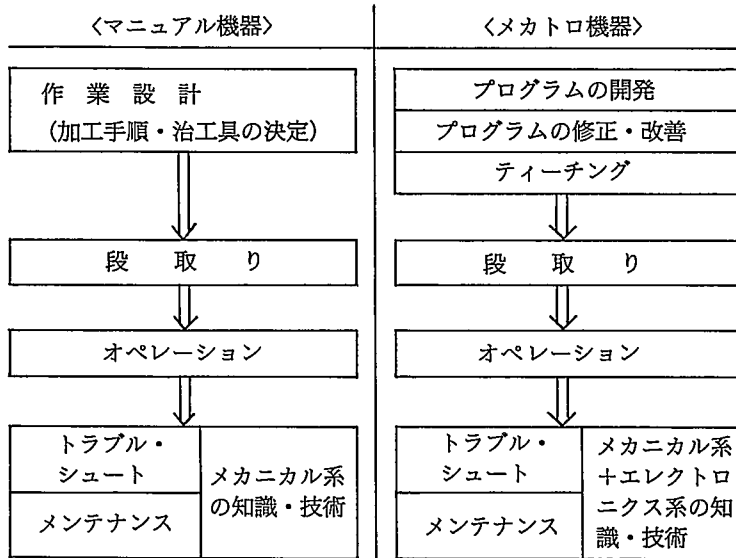 〈マニュアル機器〉
作業設計
(加工手順・治工具の決定)
段取り
オペレーション
トラブル・
シュート
メンテナンス
メカニカル系
の知識・技術
〈メカトロ機器〉
プログラムの開発
プログラムの修正・改善
ティーチング
段取り
オペレーション
トラブル・
シュート
メンテナンス
メカニカル系
＋エレクトロ
ニクス系の知
識・技術